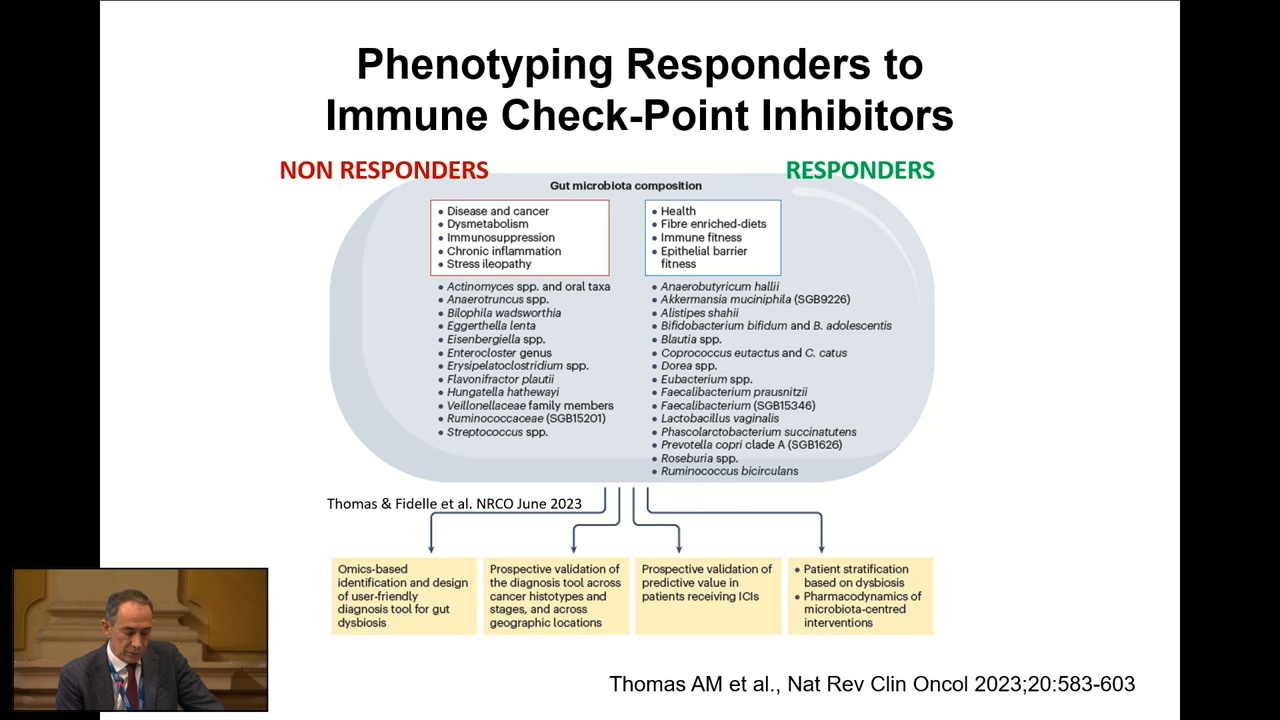 Phenotyping Responders to
Immune Check-Point Inhibitors
NON RESPONDERS
RESPONDERS
Gut microbiota composition
• Disease and cancer
• Dysmetabolism
• Immunosuppression
• Chronic inflammation
• Stress ileopathy
• Actinomyces spp. and oral taxa
• Anaerotruncus spp.
• Bilophila wadsworthia
• Eggerthella lenta
• Eisenbergiella spp.
• Enterocloster genus
• Erysipelatoclostridium spp.
• Flavonifractor plautii
• Hungatella hathewayi
• Veillonellaceae family members
• Ruminococcaceae (SGB15201)
• Streptococcus spp.
• Health
• Fibre enriched-diets
• Immune fitness
• Epithelial barrier
fitness
• Anaerobutyricum hallii
• Akkermansia muciniphila (SGB9226)
• Alistipes shahii
• Bifidobacterium bifidum and B. adolescentis
• Blautia spp.
• Coprococcus eutactus and C. catus
• Dorea spp.
• Eubacterium spp.
• Faecalibacterium prausnitzii
• Faecalibacterium (SGB15346)
• Lactobacillus vaginalis
• Phascolarctobacterium succinatutens
• Prevotella copri clade A (SGB1626)
• Roseburia spp.
• Ruminococcus bicirculans
Thomas & Fidelle et al. NRCO June 2023
Omics-based
identification and design
of user-friendly
diagnosis tool for gut
dysbiosis
Prospective validation of
the diagnosis tool across
cancer histotypes and
stages, and across
geographic locations
Prospective validation of
predictive value in
patients receiving ICIs
• Patient stratification
based on dysbiosis
• Pharmacodynamics of
microbiota-centred
interventions
Thomas AM et al., Nat Rev Clin Oncol 2023;20:583-603